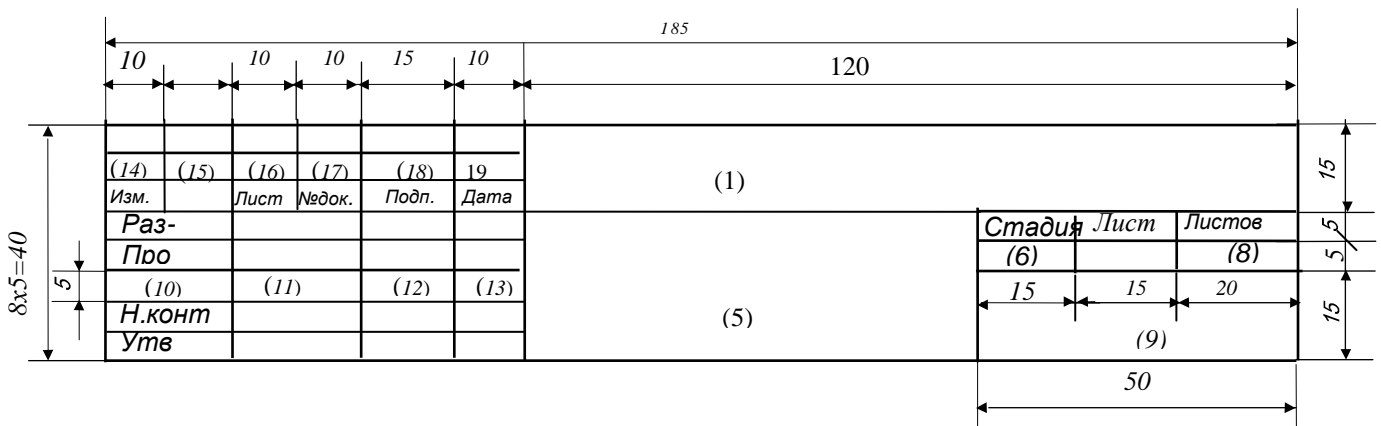 185
10 10 10 15 10 120
(14) (15) (16) (17) (18) 19
(1)
15
Изм. Лист №док. Подп. Дата
Раз- Стадия Лист Листов 5
Про (6) (8) 5
8x5=40
5
(10) (11) (12) (13) 15 15 20
Н.конт (5) 15
Утв (9)
50